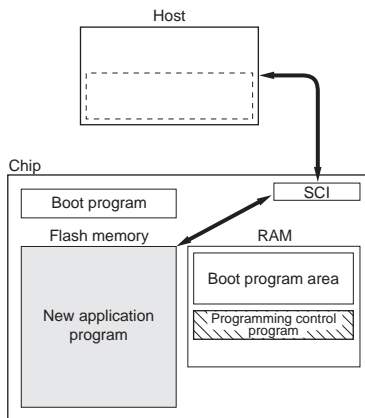 Host
Chip
SCI
Boot program
Flash memory
RAM
New application
program
Boot program area
Programming control
program